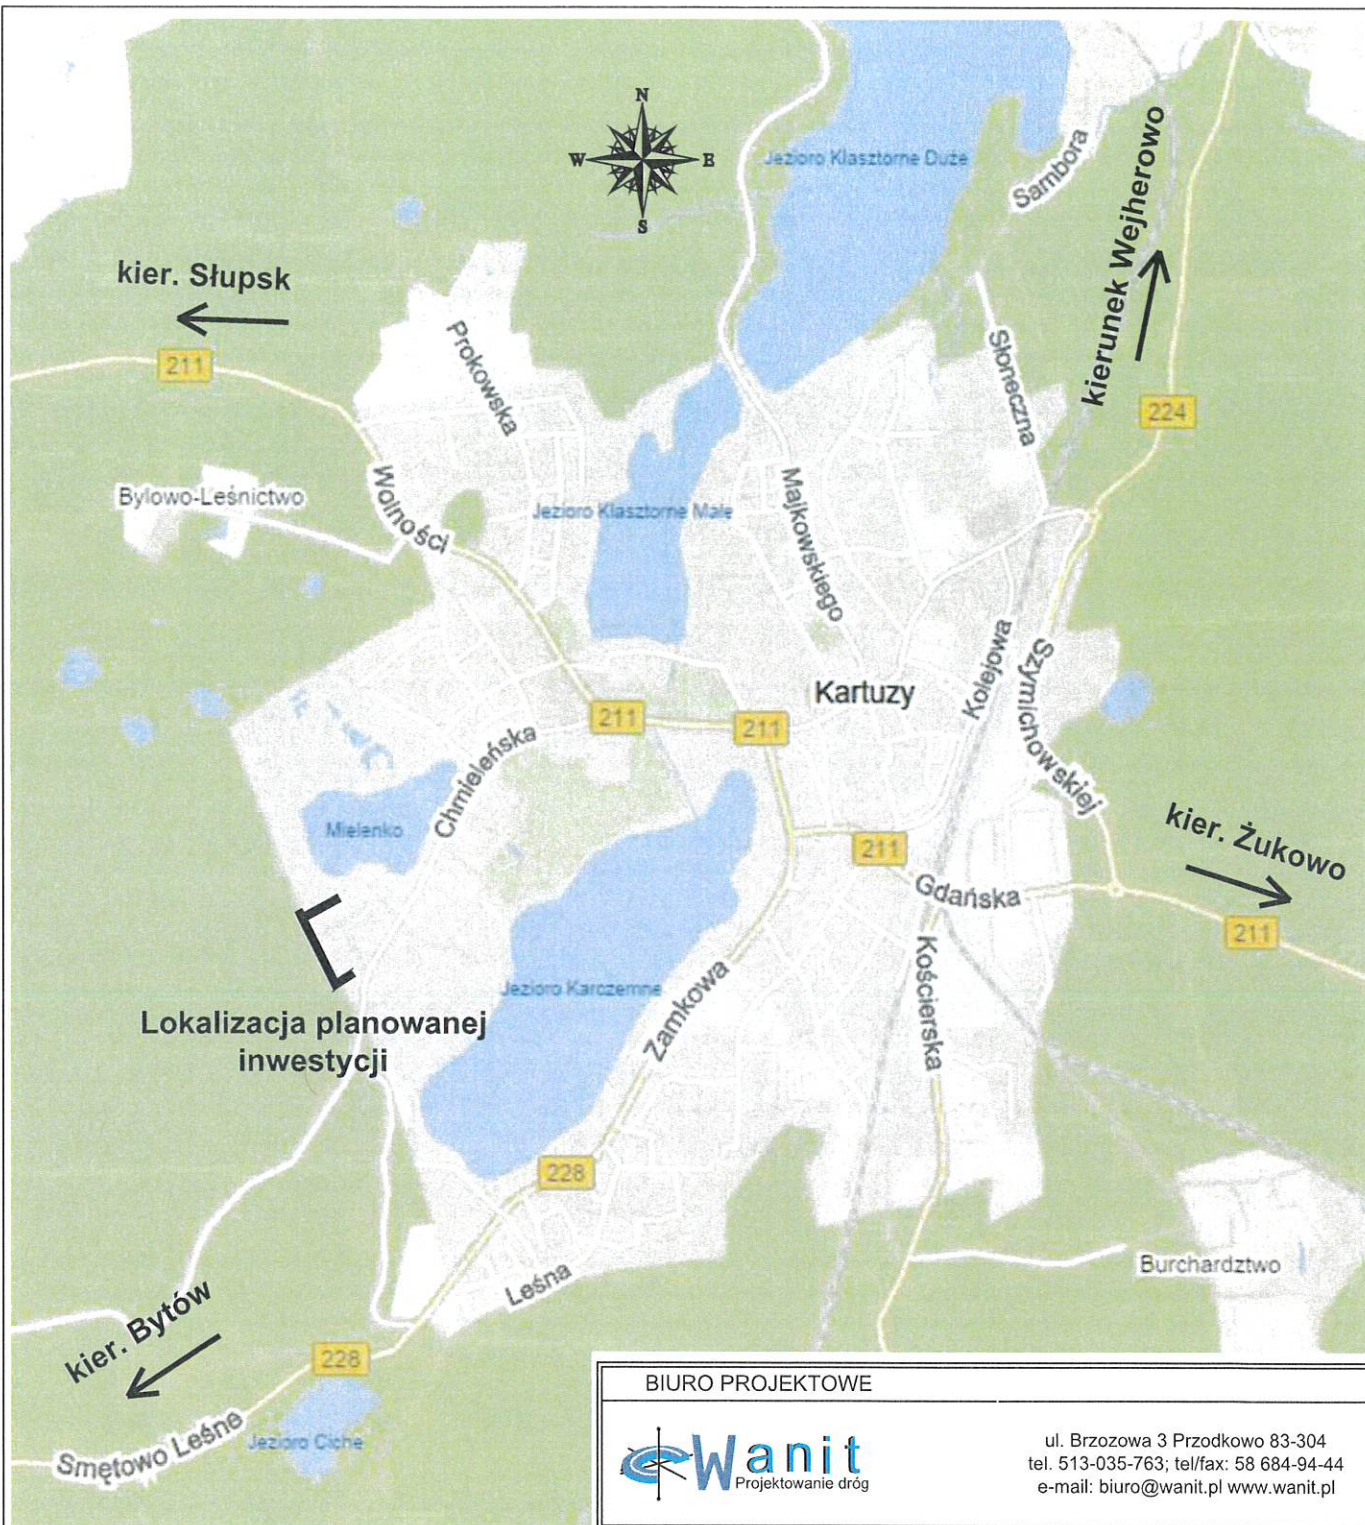 N
W E
S
Jezioro Klasztorne Duże
Sambora
kierunek Wejherowo
kier. Słupsk
211
Prokowska
Słoneczna
224
Bylowo-Leśnictwo
Wolności
Jezioro Klasztorne Małe
Majkowskiego
Kolejowa
Szymichowskiej
Kartuzy
211
211
Chmieleńska
Mielenko
211
kier. Żukowo
Gdańska
211
Jezioro Karczemne
Zamkowa
Kościerska
Lokalizacja planowanej
inwestycji
228
Leśna
Burchardztwo
kier. Bytów
228
Smętowo Leśne
Jezioro Ciche
BIURO PROJEKTOWE
Wanit
Projektowanie dróg
ul. Brzozowa 3 Przodkowo 83-304
tel. 513-035-763; tel/fax: 58 684-94-44
e-mail: biuro@wanit.pl www.wanit.pl